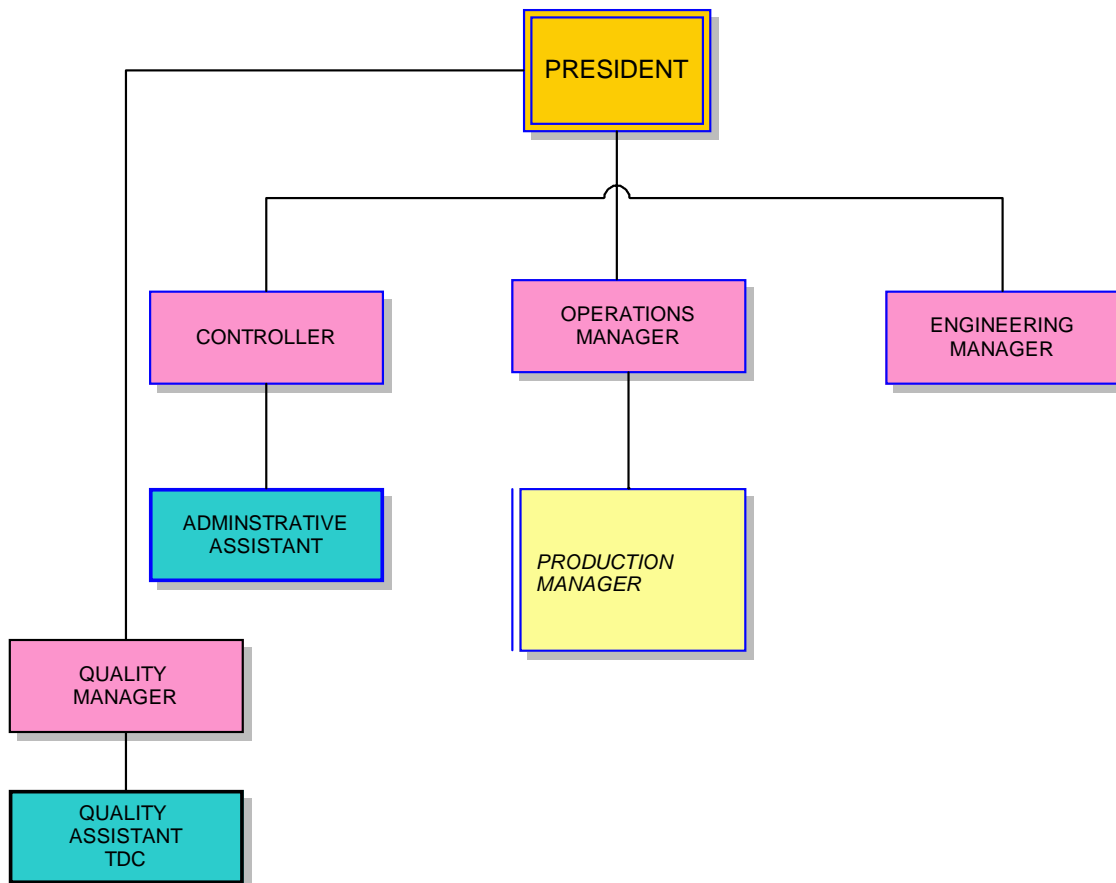 PRESIDENT
CONTROLLER
OPERATIONS
MANAGER
ENGINEERING
MANAGER
ADMINSTRATIVE
ASSISTANT
PRODUCTION
MANAGER
QUALITY
MANAGER
QUALITY
ASSISTANT
TDC